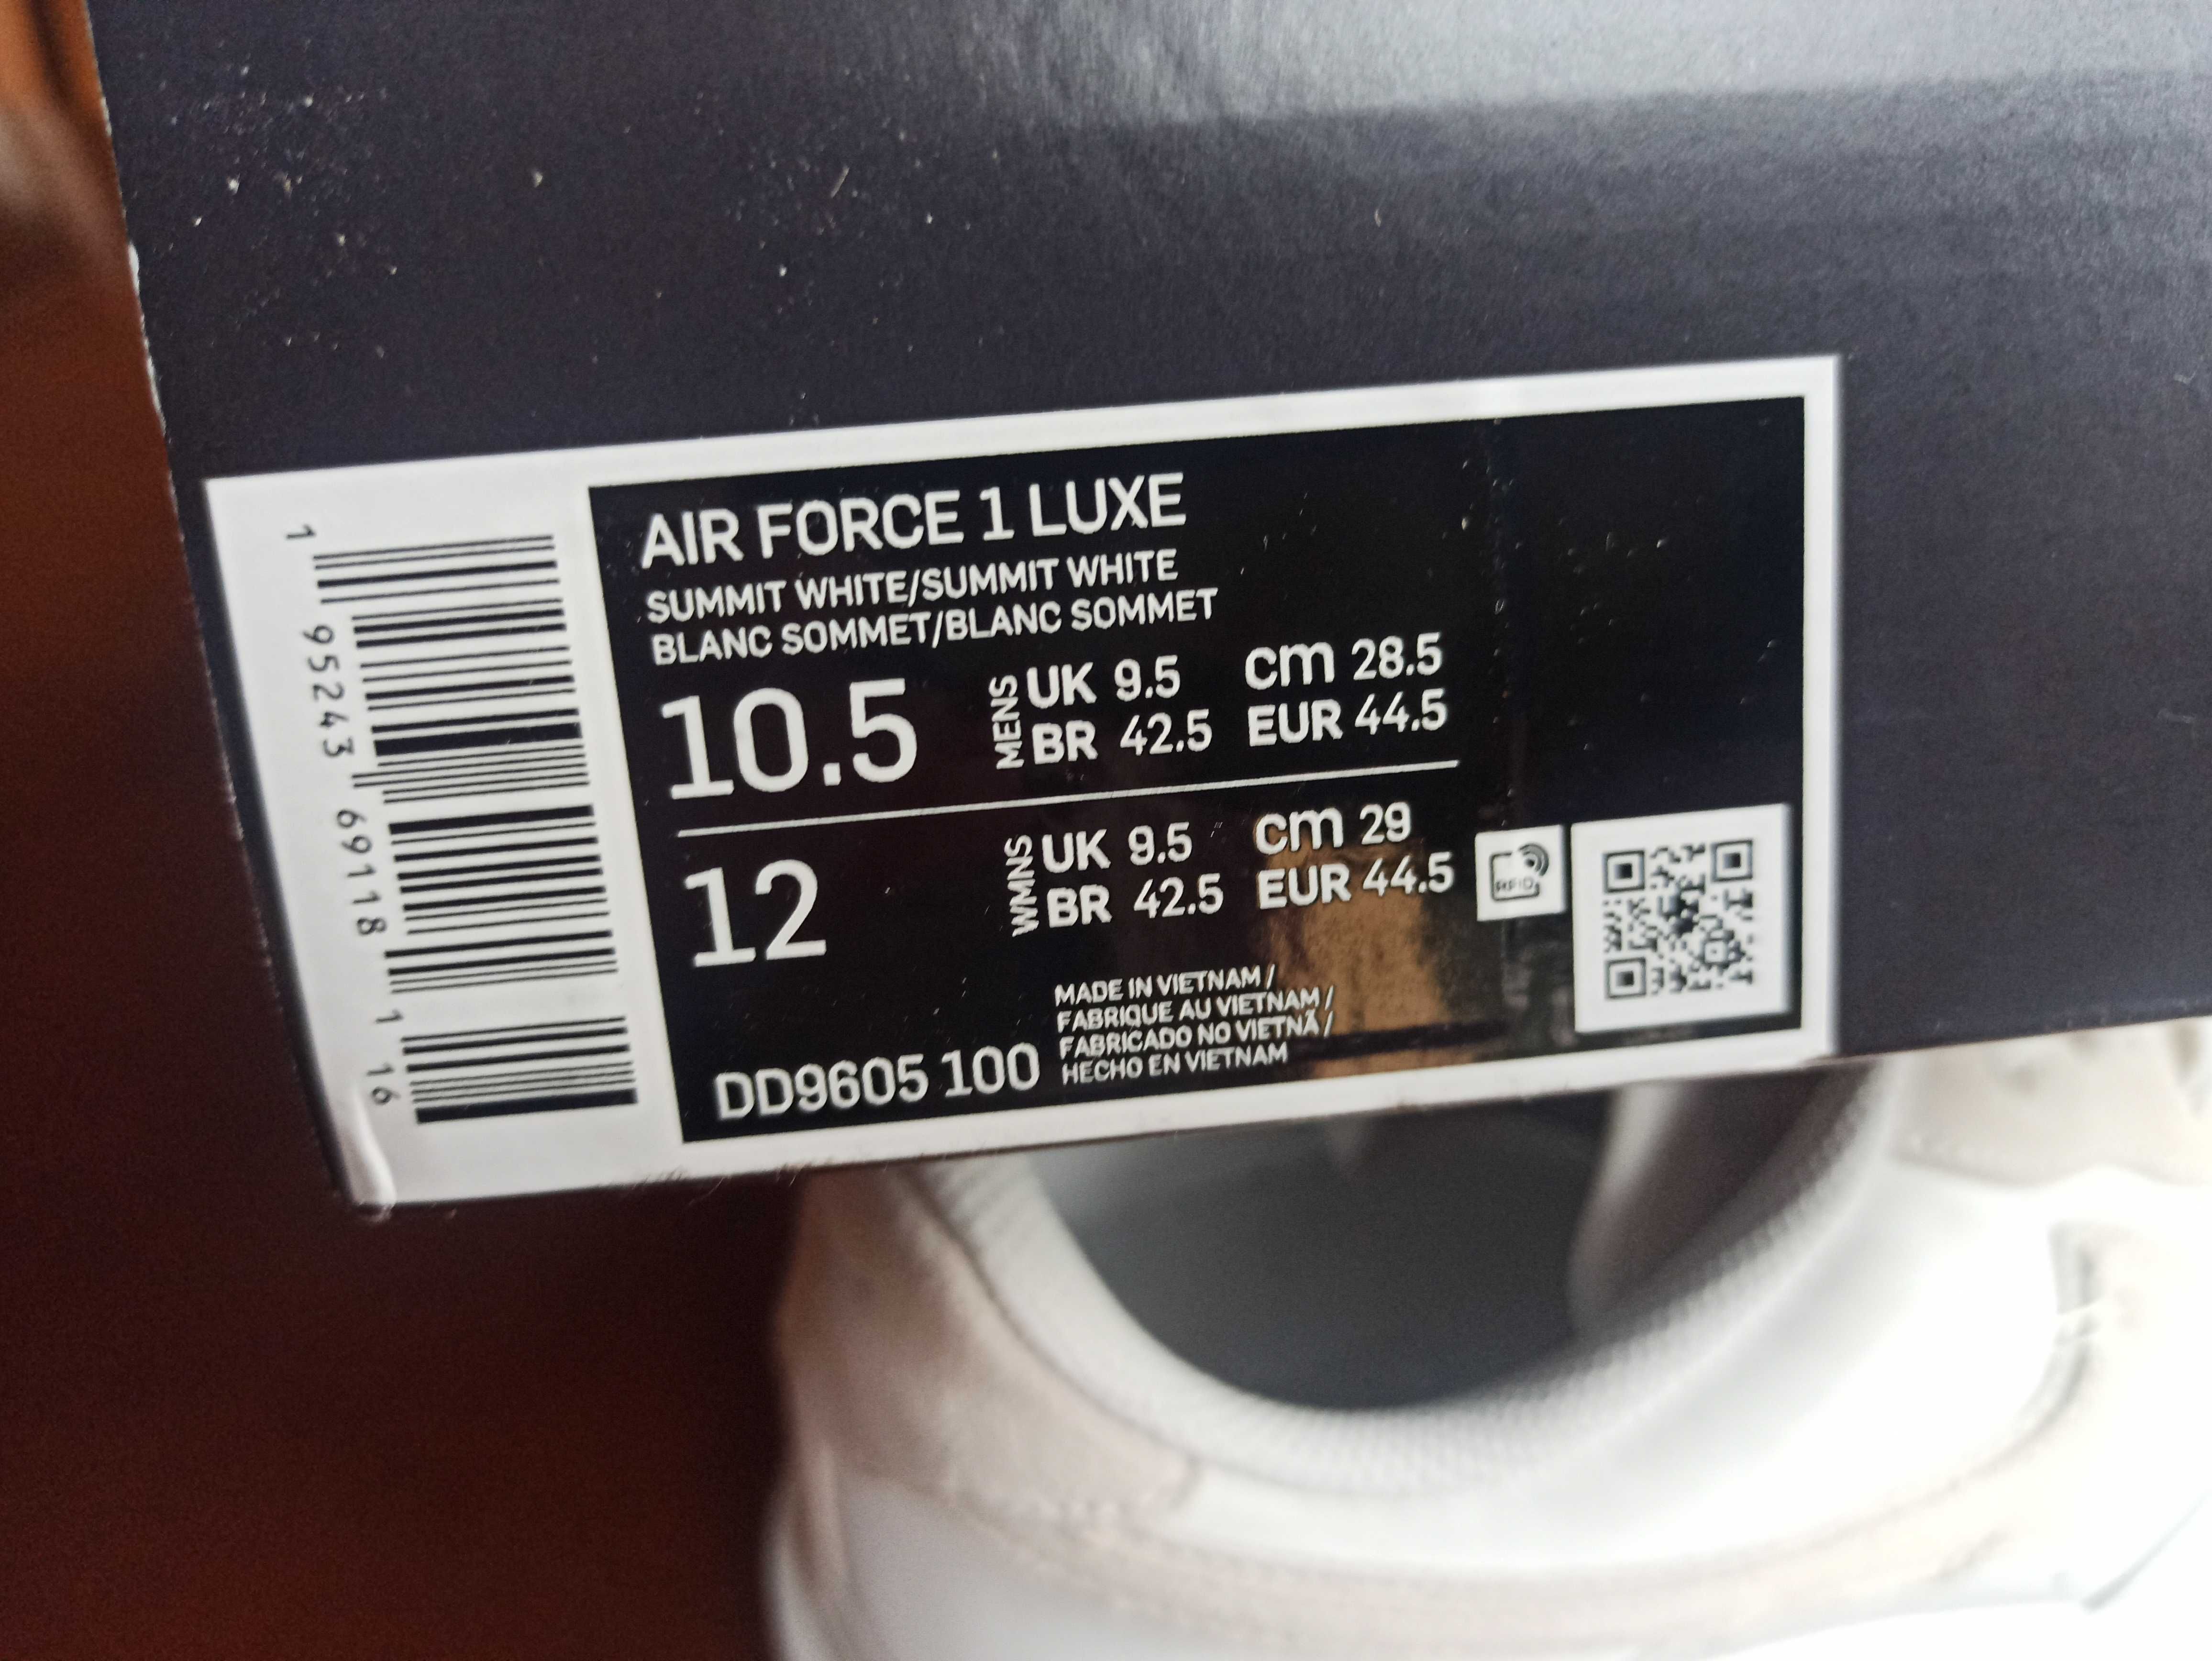 AIR FORCE 1 LUXE
SUMMIT WHITE/SUMMIT WHITE
BLANC SOMMET/BLANC SOMMET
10.5 MENS UK 9.5 cm 28.5
BR 42.5 EUR 44.5
12 WMNS UK 9.5 cm 29
BR 42.5 EUR 44.5
RFID
MADE IN VIETNAM /
FABRIQUE AU VIETNAM /
FABRICADO NO VIETNÃ /
HECHO EN VIETNAM
DD9605 100
1 95243 69118 1 16